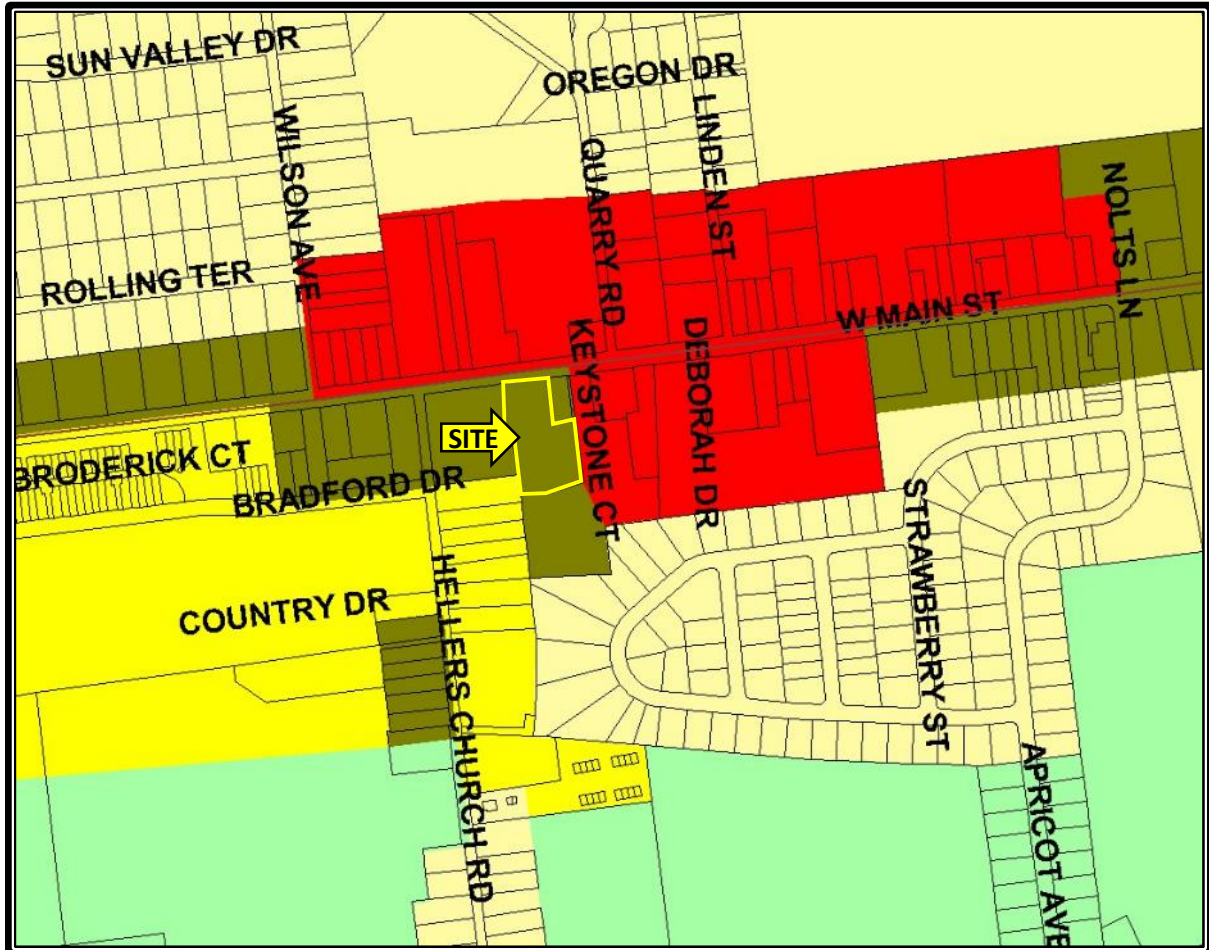 SUN VALLEY DR
OREGON DR
WILSON AVE
QUARRY RD
LINDEN ST
NOLTS LN
ROLLING TER
W MAIN ST
KEYSTONE CT
DEBORAH DR
SITE
BRODERICK CT
BRADFORD DR
STRAWBERRY ST
HELLERS CHURCH RD
COUNTRY DR
APRICOT AVE